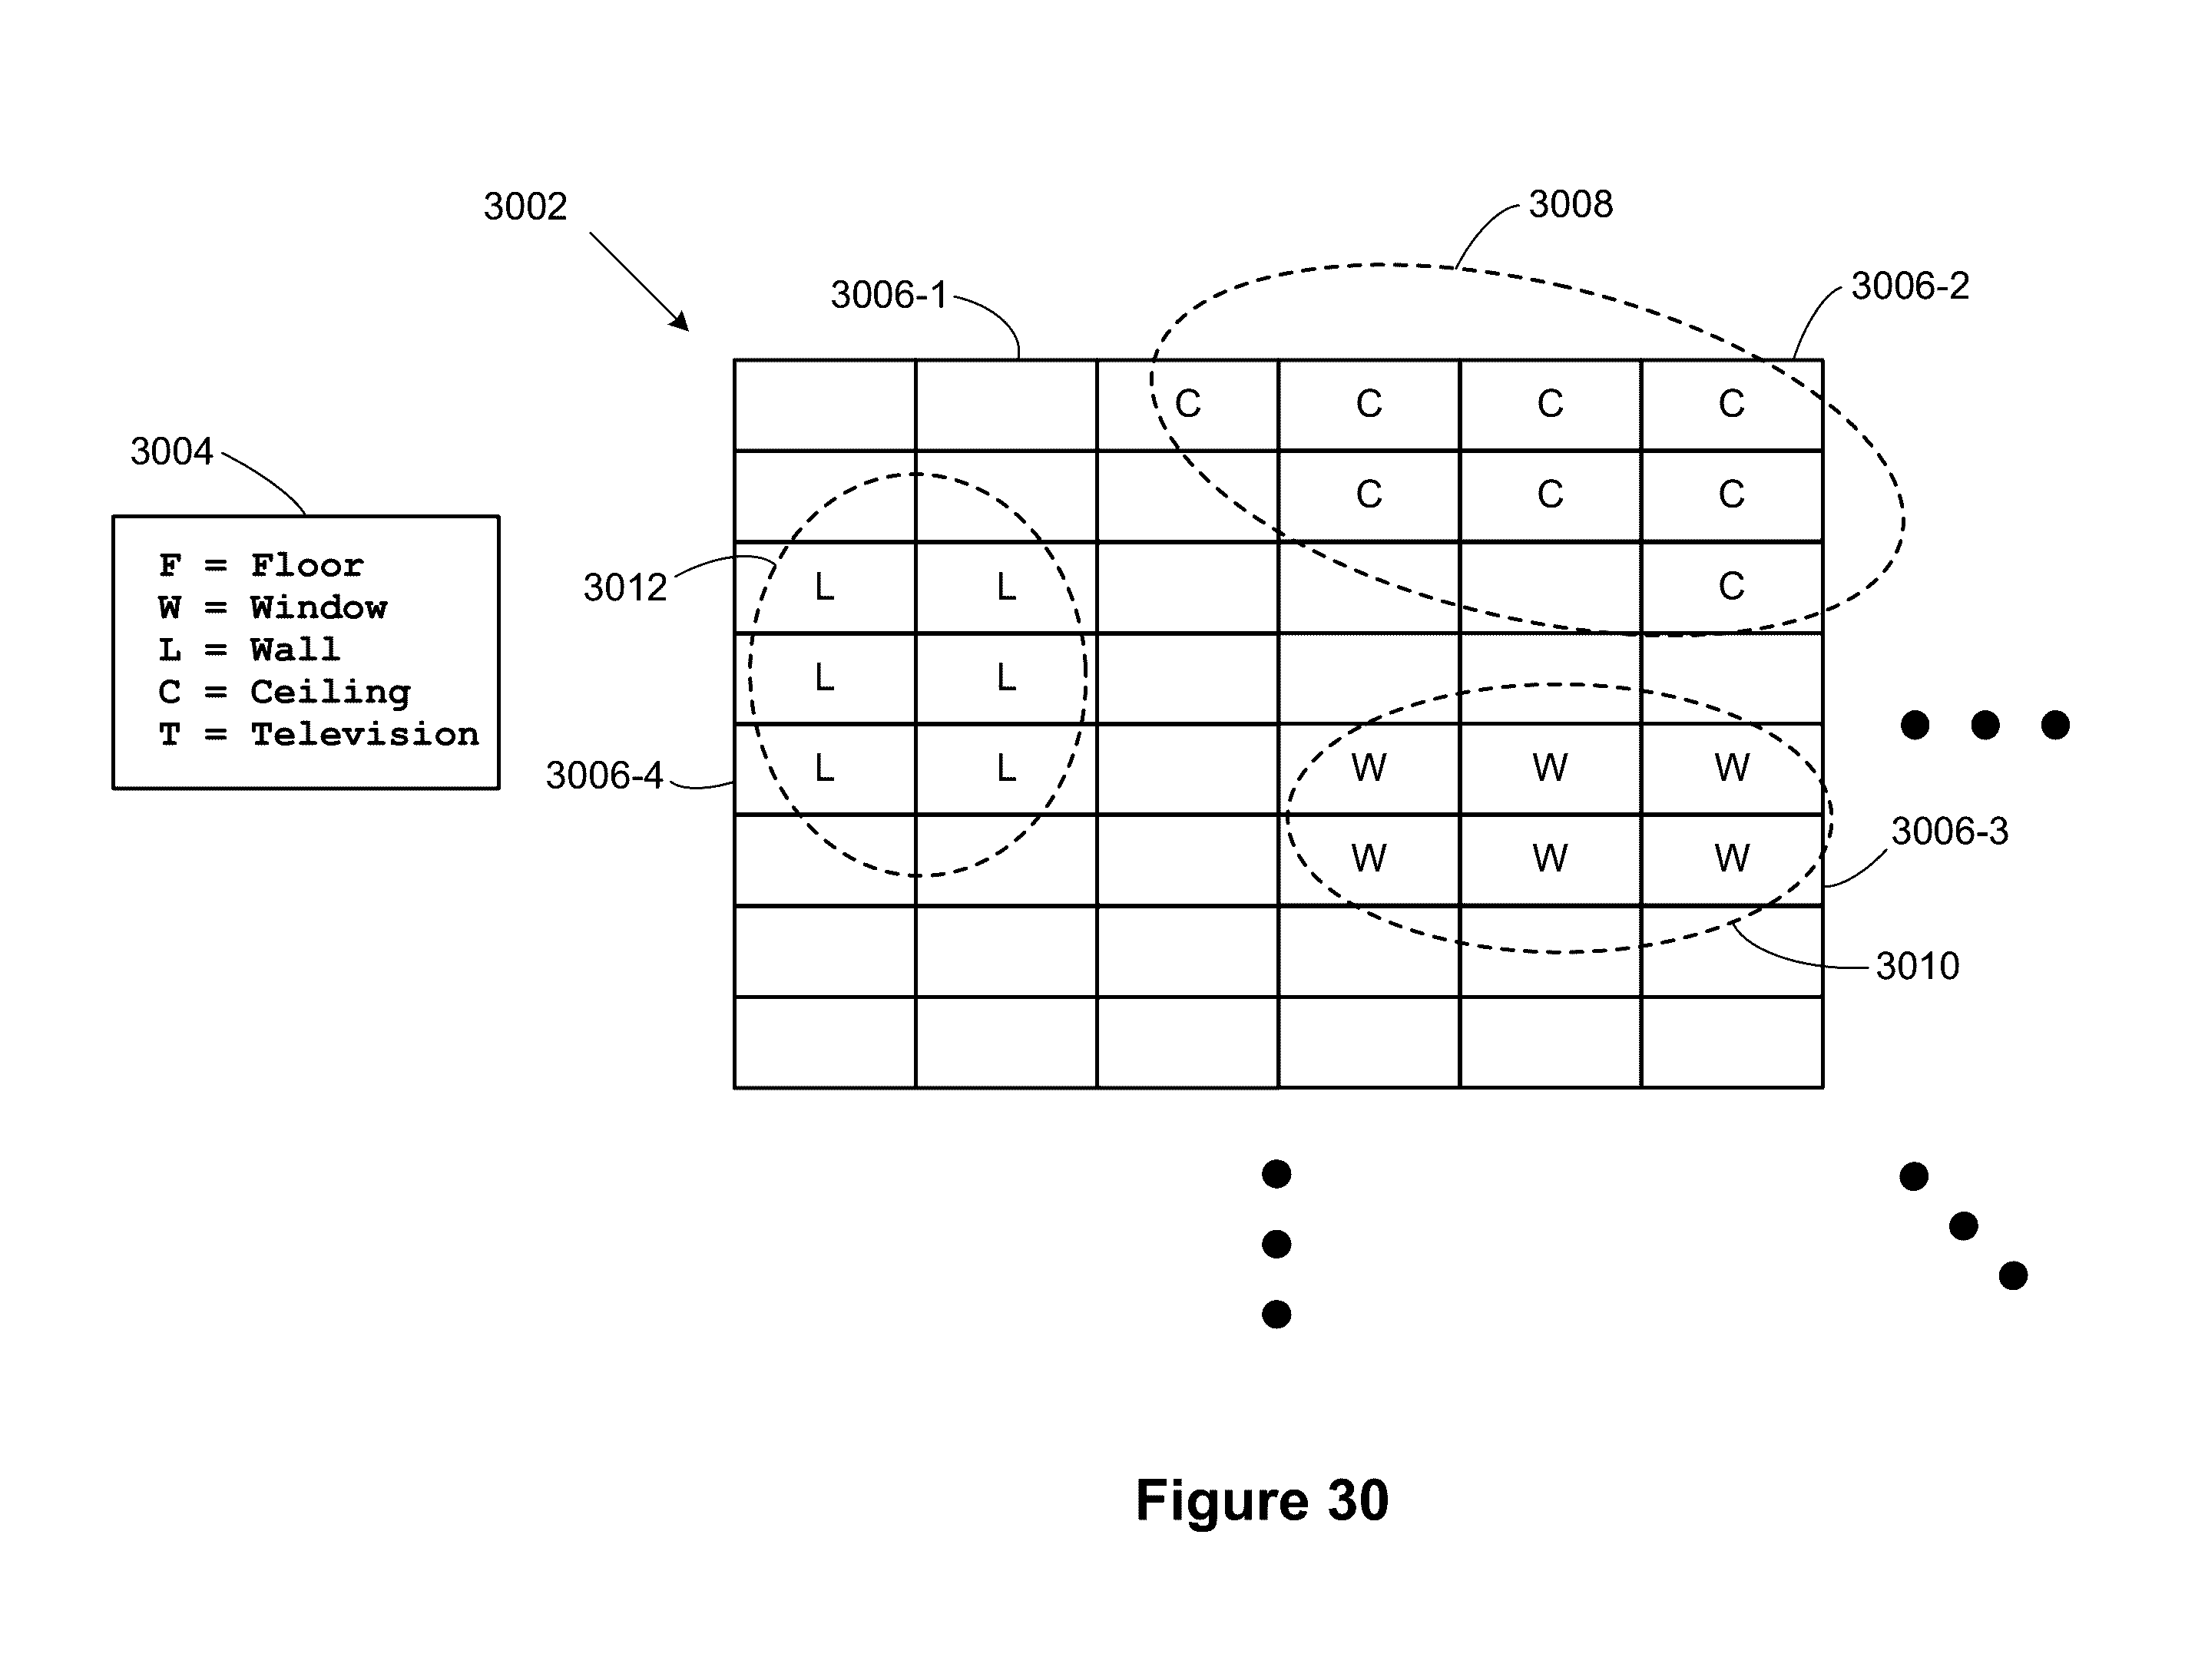 3002
3008
3006-1
3006-2
C C C C
3004
C C C
F = Floor
W = Window
L = Wall
C = Ceiling
T = Television
3012
L L C
L L
3006-4
L L W W W
3006-3
W W W
3010
Figure 30